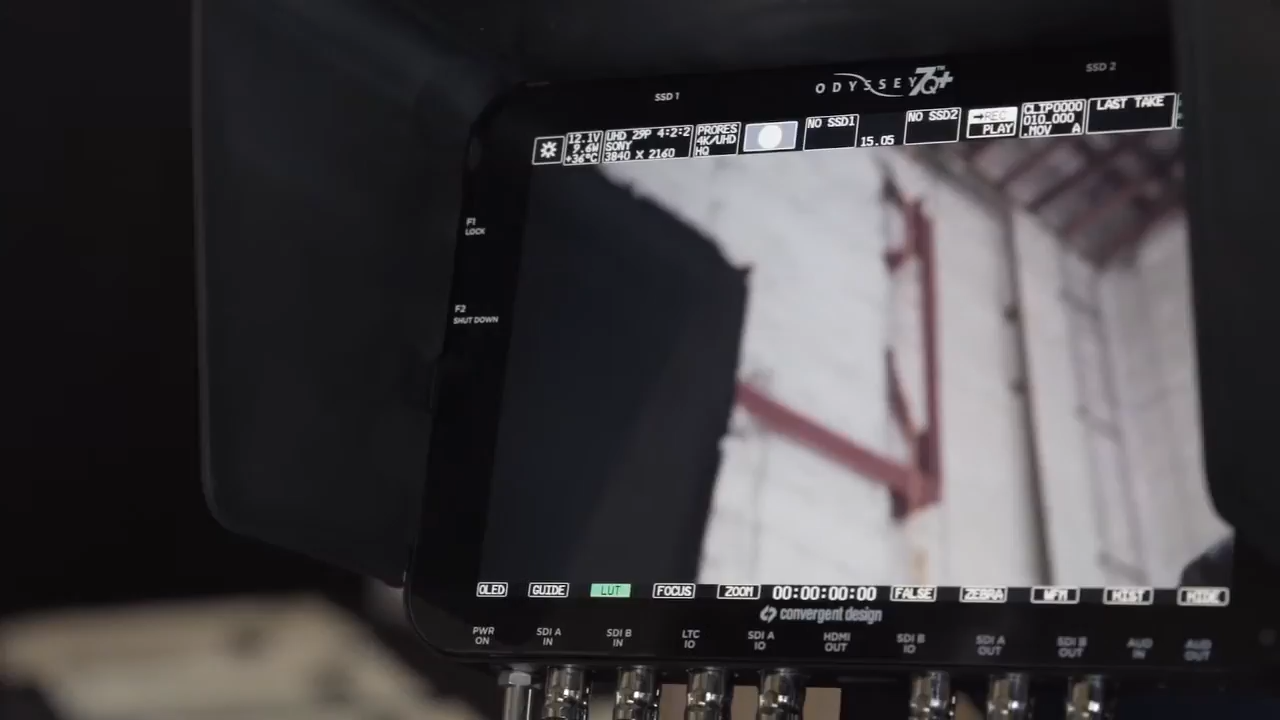 SSD 1
ODYSSEY 7Q+™
SSD 2
12.1V
9.6W
+36°C
UHD 29P 4:2:2
SONY
3840 X 2160
PRORES
4K/UHD
HQ
NO SSD1
15.05
NO SSD2
→REC
PLAY
CLIP0000
010_000
.MOV A
LAST TAKE
F1
LOCK
F2
SHUT DOWN
OLED
GUIDE
LUT
FOCUS
ZOOM
00:00:00:00
FALSE
ZEBRA
WFM
HIST
HIDE
convergent design
PWR
ON
SDI A
IN
SDI B
IN
LTC
IO
SDI A
IO
HDMI
OUT
SDI B
IO
SDI A
OUT
SDI B
OUT
AUD
IN
AUD
OUT